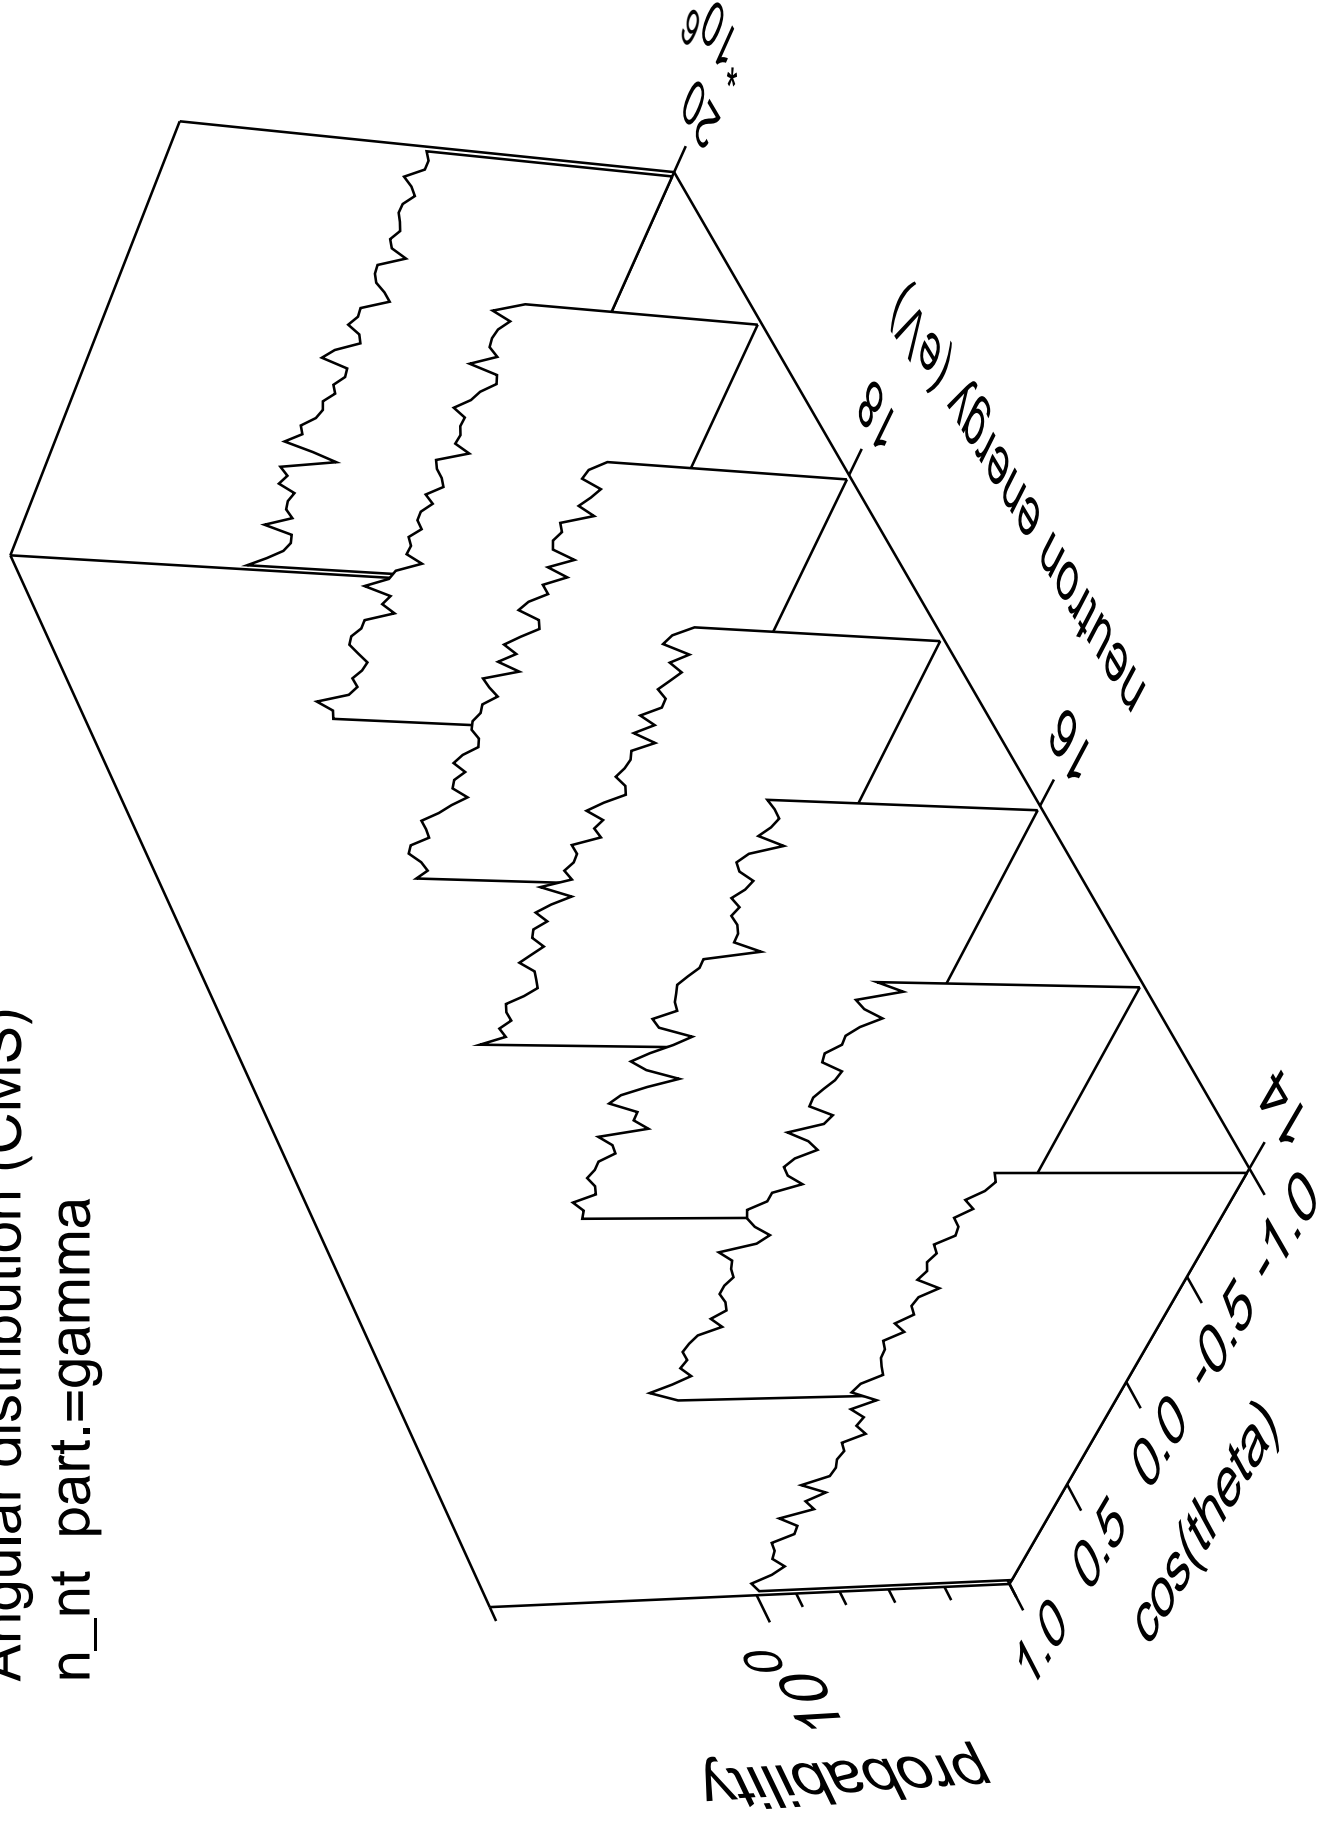 Angular distribution (CMS)
n_nt part.=gamma
probability
10^0
1.0 0.5 0.0 -0.5 -1.0
cos(theta)
14 16 18 20 *10^6
neutron energy (eV)